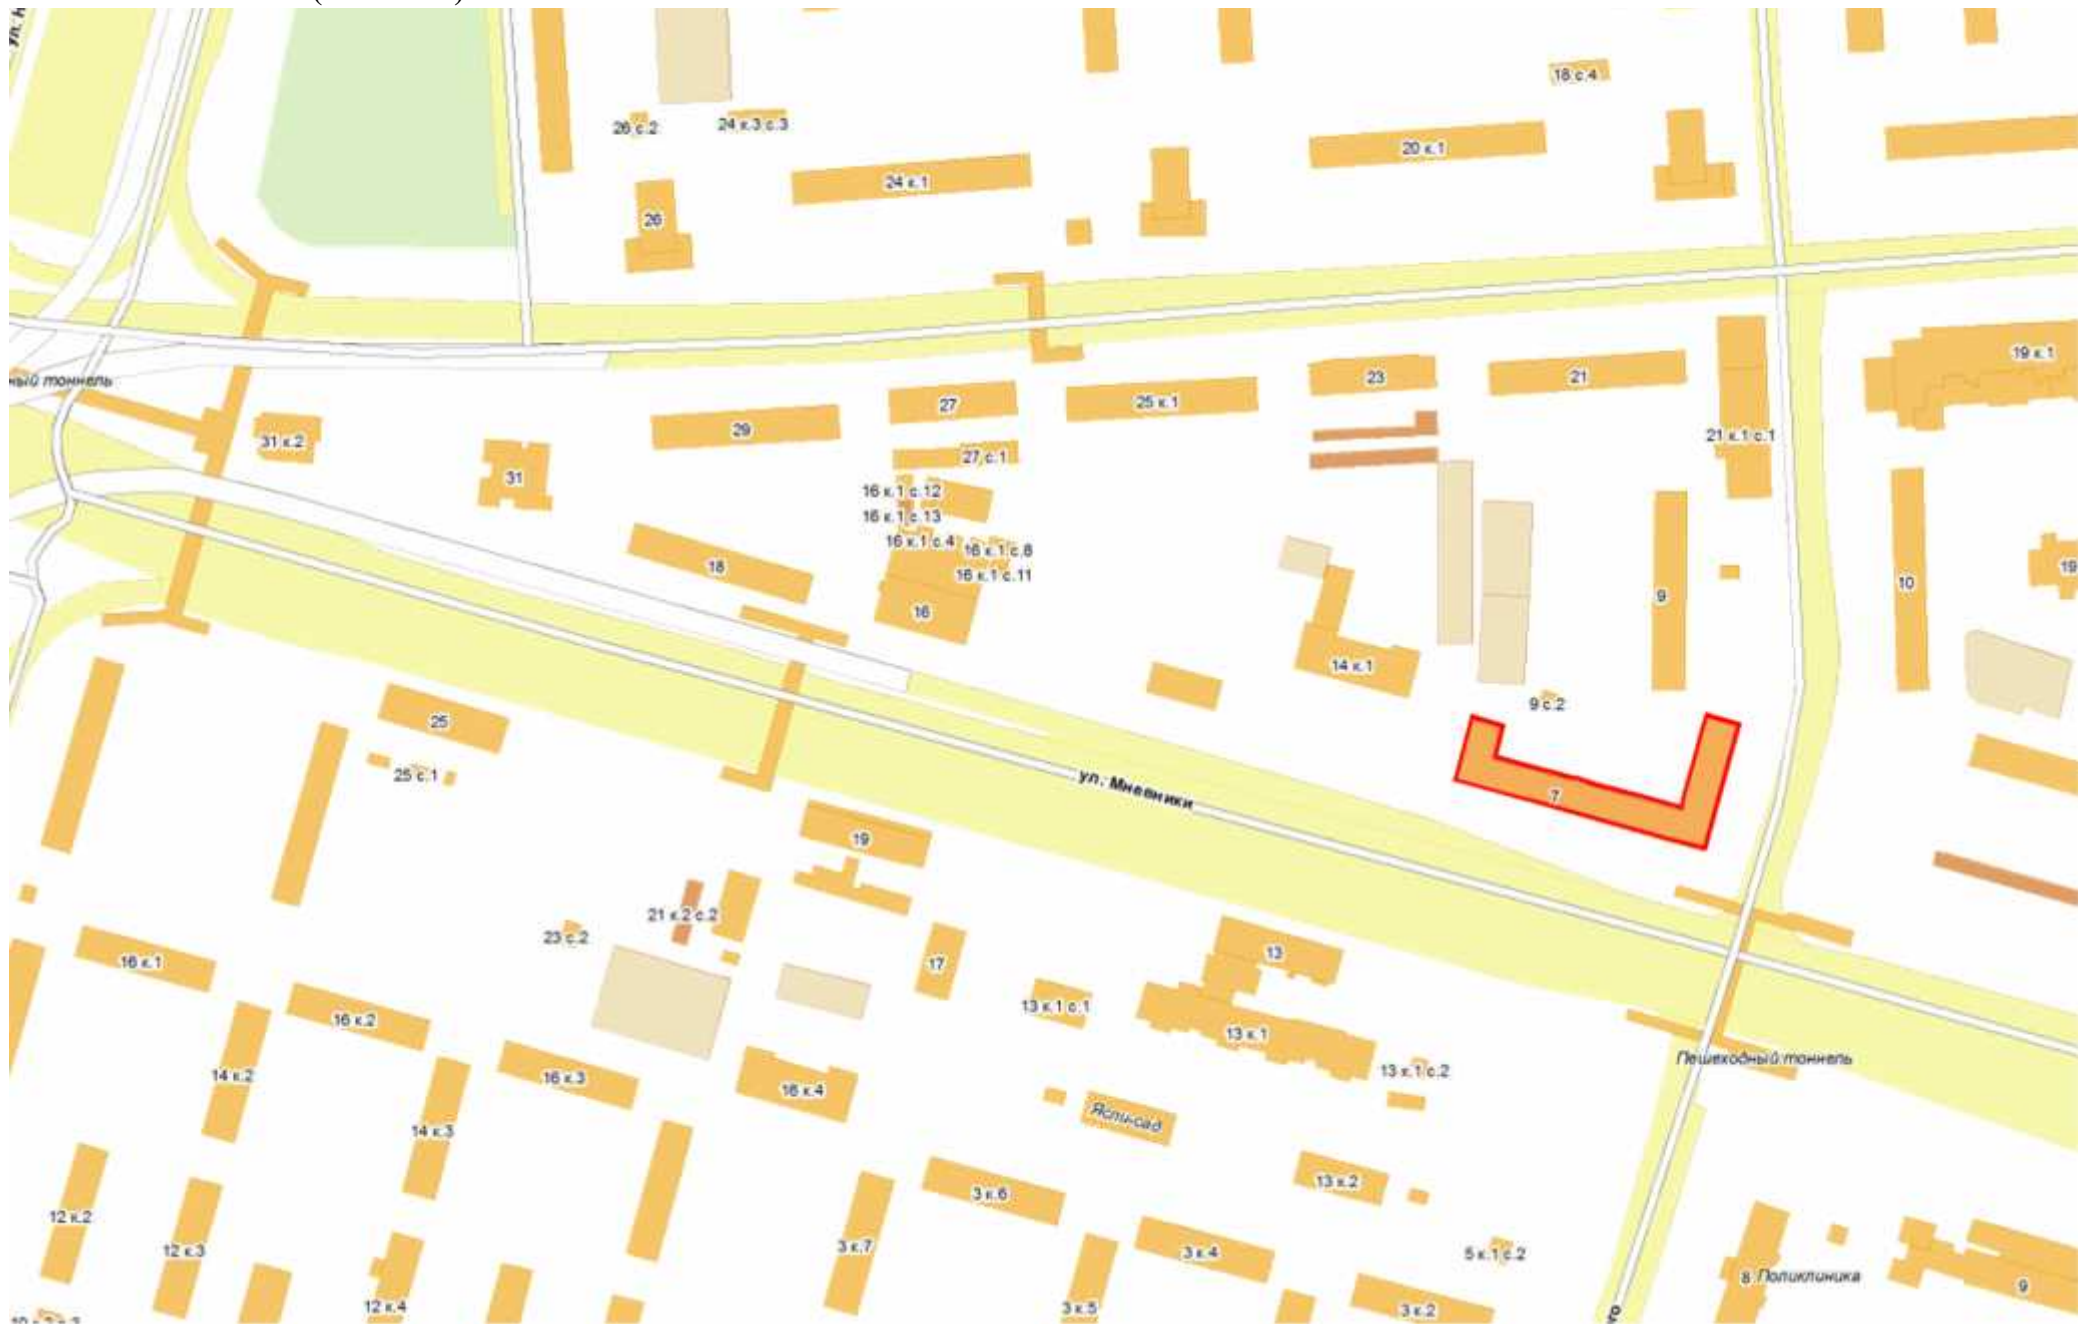 18 с.4
26 с.2
24 к.3 с.3
20 к.1
24 к.1
26
19 к.1
ный тоннель
23
21
25 к.1
27
29
31 к.2
21 к.1 с.1
27 с.1
31
16 к.1 с.12
16 к.1 с.13
16 к.1 с.4
16 к.1 с.8
16 к.1 с.11
18
19
10
9
16
14 к.1
9 с.2
25
25 с.1
ул. Мневники
7
19
21 к.2 с.2
23 с.2
13
16 к.1
17
13 к.1 с.1
16 к.2
13 к.1
Пешеходный тоннель
13 к.1 с.2
14 к.2
16 к.3
16 к.4
Ясли-сад
14 к.3
13 к.2
3 к.6
12 к.2
12 к.3
3 к.7
3 к.4
5 к.1 с.2
8 Поликлиника
9
12 к.4
3 к.5
3 к.2